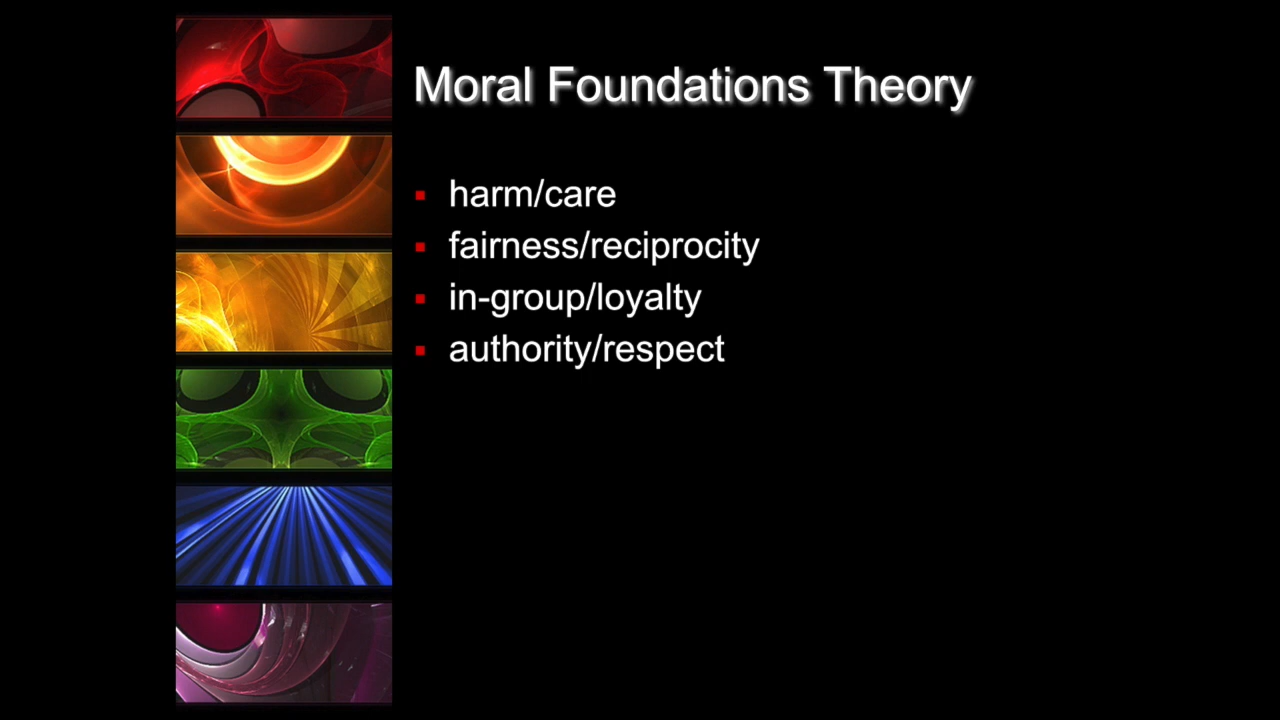 Moral Foundations Theory
harm/care
fairness/reciprocity
in-group/loyalty
authority/respect